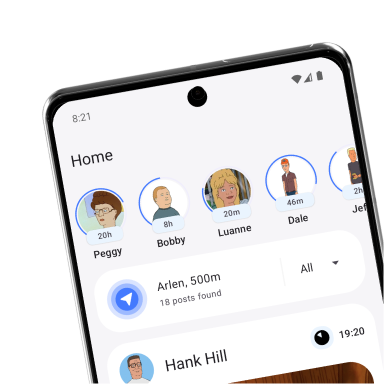 8:21
Home
20h
8h
20m
46m
2h
Peggy
Bobby
Luanne
Dale
Jef
Arlen, 500m
18 posts found
All
Hank Hill
19:20